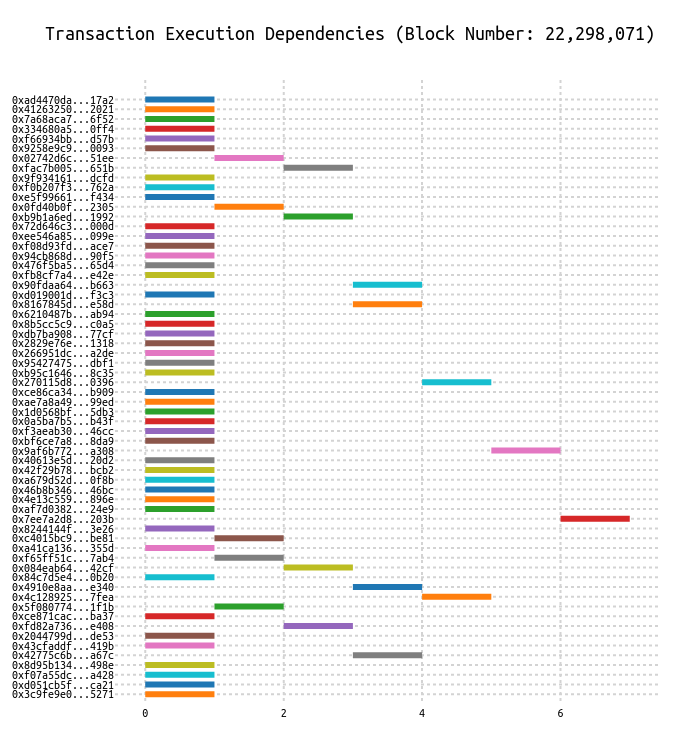 Transaction Execution Dependencies (Block Number: 22,298,071)
0xad4470da...17a2
0x41263250...2021
0x7a68aca7...6f52
0x334680a5...0ff4
0xf66934bb...d57b
0x9258e9c9...0093
0x02742d6c...51ee
0xfac7b005...651b
0x9f934161...dcfd
0xf0b207f3...762a
0xe5f99661...f434
0x0fd40b0f...2305
0xb9b1a6ed...1992
0x72d646c3...000d
0xee546a85...099e
0xf08d93fd...ace7
0x94cb868d...90f5
0x476f5ba5...65d4
0xfb8cf7a4...e42e
0x90fdaa64...b663
0xd019001d...f3c3
0x8167845d...e58d
0x6210487b...ab94
0x8b5cc5c9...c0a5
0xdb7ba908...77cf
0x2829e76e...1318
0x266951dc...a2de
0x95427475...dbf1
0xb95c1646...8c35
0x270115d8...0396
0xce86ca34...b909
0xae7a8a49...99ed
0x1d0568bf...5db3
0x0a5ba7b5...b43f
0xf3aeab30...46cc
0xbf6ce7a8...8da9
0x9af6b772...a308
0x40613e5d...20d2
0x42f29b78...bcb2
0xa679d52d...0f8b
0x46b8b346...46bc
0x4e13c559...896e
0xaf7d0382...24e9
0x7ee7a2d8...203b
0x8244144f...3e26
0xc4015bc9...be81
0xa41ca136...355d
0xf65ff51c...7ab4
0x084eab64...42cf
0x84c7d5e4...0b20
0x4910e8aa...e340
0x4c128925...7fea
0x5f080774...1f1b
0xce871cac...ba37
0xfd82a736...e408
0x2044799d...de53
0x43cfaddf...419b
0x42775c6b...a67c
0x8d95b134...498e
0xf07a55dc...a428
0xd051cb5f...ca21
0x3c9fe9e0...5271
0 2 4 6